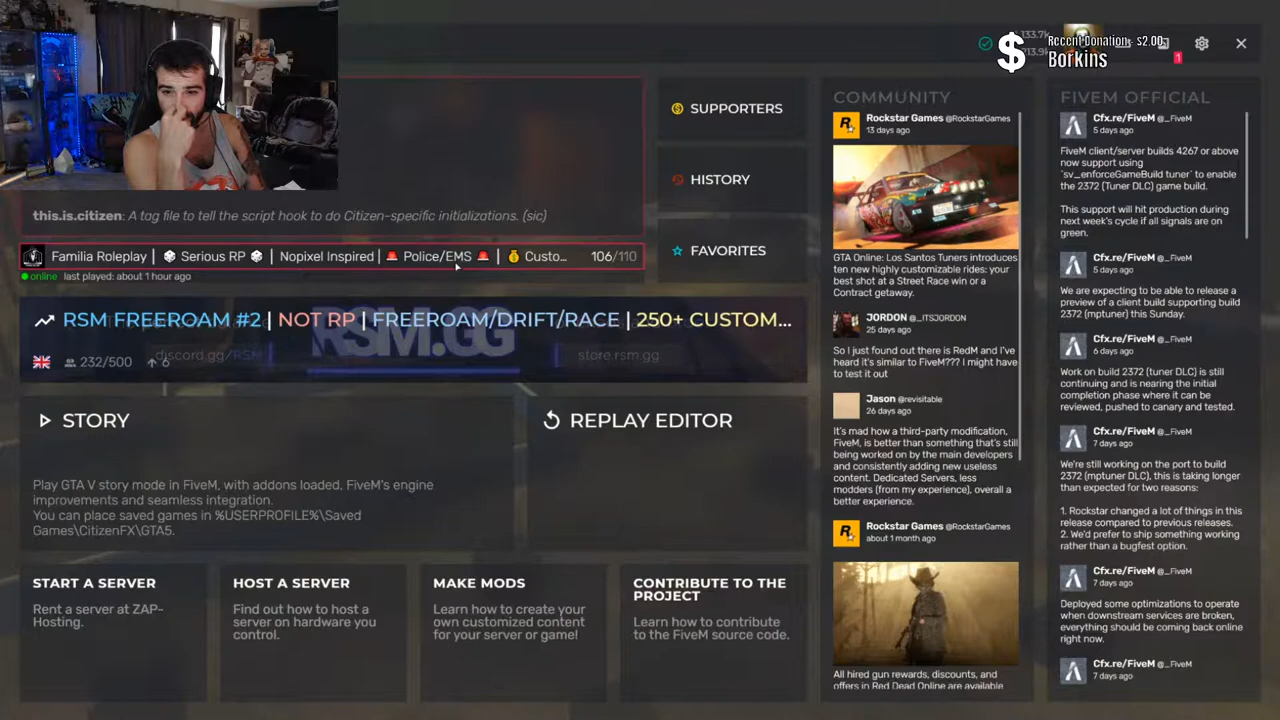 Recent Donation: $2.00
Borkins
1
this.is.citizen: A tag file to tell the script hook to do Citizen-specific initializations. (sic)
Familia Roleplay | Serious RP | Nopixel Inspired | Police/EMS | Custo... 106/110
online last played: about 1 hour ago
RSM FREEROAM #2 | NOT RP | FREEROAM/DRIFT/RACE | 250+ CUSTOM...
discord.gg/RSM
RSM.GG
store.rsm.gg
232/500 6
STORY
Play GTA V story mode in FiveM, with addons loaded, FiveM's engine
improvements and seamless integration.
You can place saved games in %USERPROFILE%\Saved
Games\CitizenFX\GTA5.
REPLAY EDITOR
START A SERVER
Rent a server at ZAP-
Hosting.
HOST A SERVER
Find out how to host a
server on hardware you
control.
MAKE MODS
Learn how to create your
own customized content
for your server or game!
CONTRIBUTE TO THE
PROJECT
Learn how to contribute
to the FiveM source code.
SUPPORTERS
HISTORY
FAVORITES
COMMUNITY
Rockstar Games @RockstarGames
13 days ago
GTA Online: Los Santos Tuners introduces
ten new highly customizable rides: your
best shot at a Street Race win or a
Contract getaway.
JORDON @_ITSJORDON
25 days ago
So I just found out there is RedM and I've
heard it's similar to FiveM??? I might have
to test it out
Jason @revisitable
26 days ago
It's mad how a third-party modification,
FiveM, is better than something that's still
being worked on by the main developers
and consistently adding new useless
content. Dedicated Servers, less
modders (from my experience), overall a
better experience.
Rockstar Games @RockstarGames
about 1 month ago
All hired gun rewards, discounts, and
offers in Red Dead Online are available
FIVEM OFFICIAL
Cfx.re/FiveM @_FiveM
5 days ago
FiveM client/server builds 4267 or above
now support using
`sv_enforceGameBuild tuner` to enable
the 2372 (Tuner DLC) game build.
This support will hit production during
next week's cycle if all signals are on
green.
Cfx.re/FiveM @_FiveM
5 days ago
We are expecting to be able to release a
preview of a client build supporting build
2372 (mptuner) this Sunday.
Cfx.re/FiveM @_FiveM
6 days ago
Work on build 2372 (tuner DLC) is still
continuing and is nearing the initial
completion phase where it can be
reviewed, pushed to canary and tested.
Cfx.re/FiveM @_FiveM
7 days ago
We're still working on the port to build
2372 (mptuner DLC), this is taking longer
than expected for two reasons:
1. Rockstar changed a lot of things in this
release compared to previous releases.
2. We'd prefer to ship something working
rather than a bugfest option.
Cfx.re/FiveM @_FiveM
7 days ago
Deployed some optimizations to operate
when downstream services are broken,
everything should be coming back online
right now.
Cfx.re/FiveM @_FiveM
7 days ago